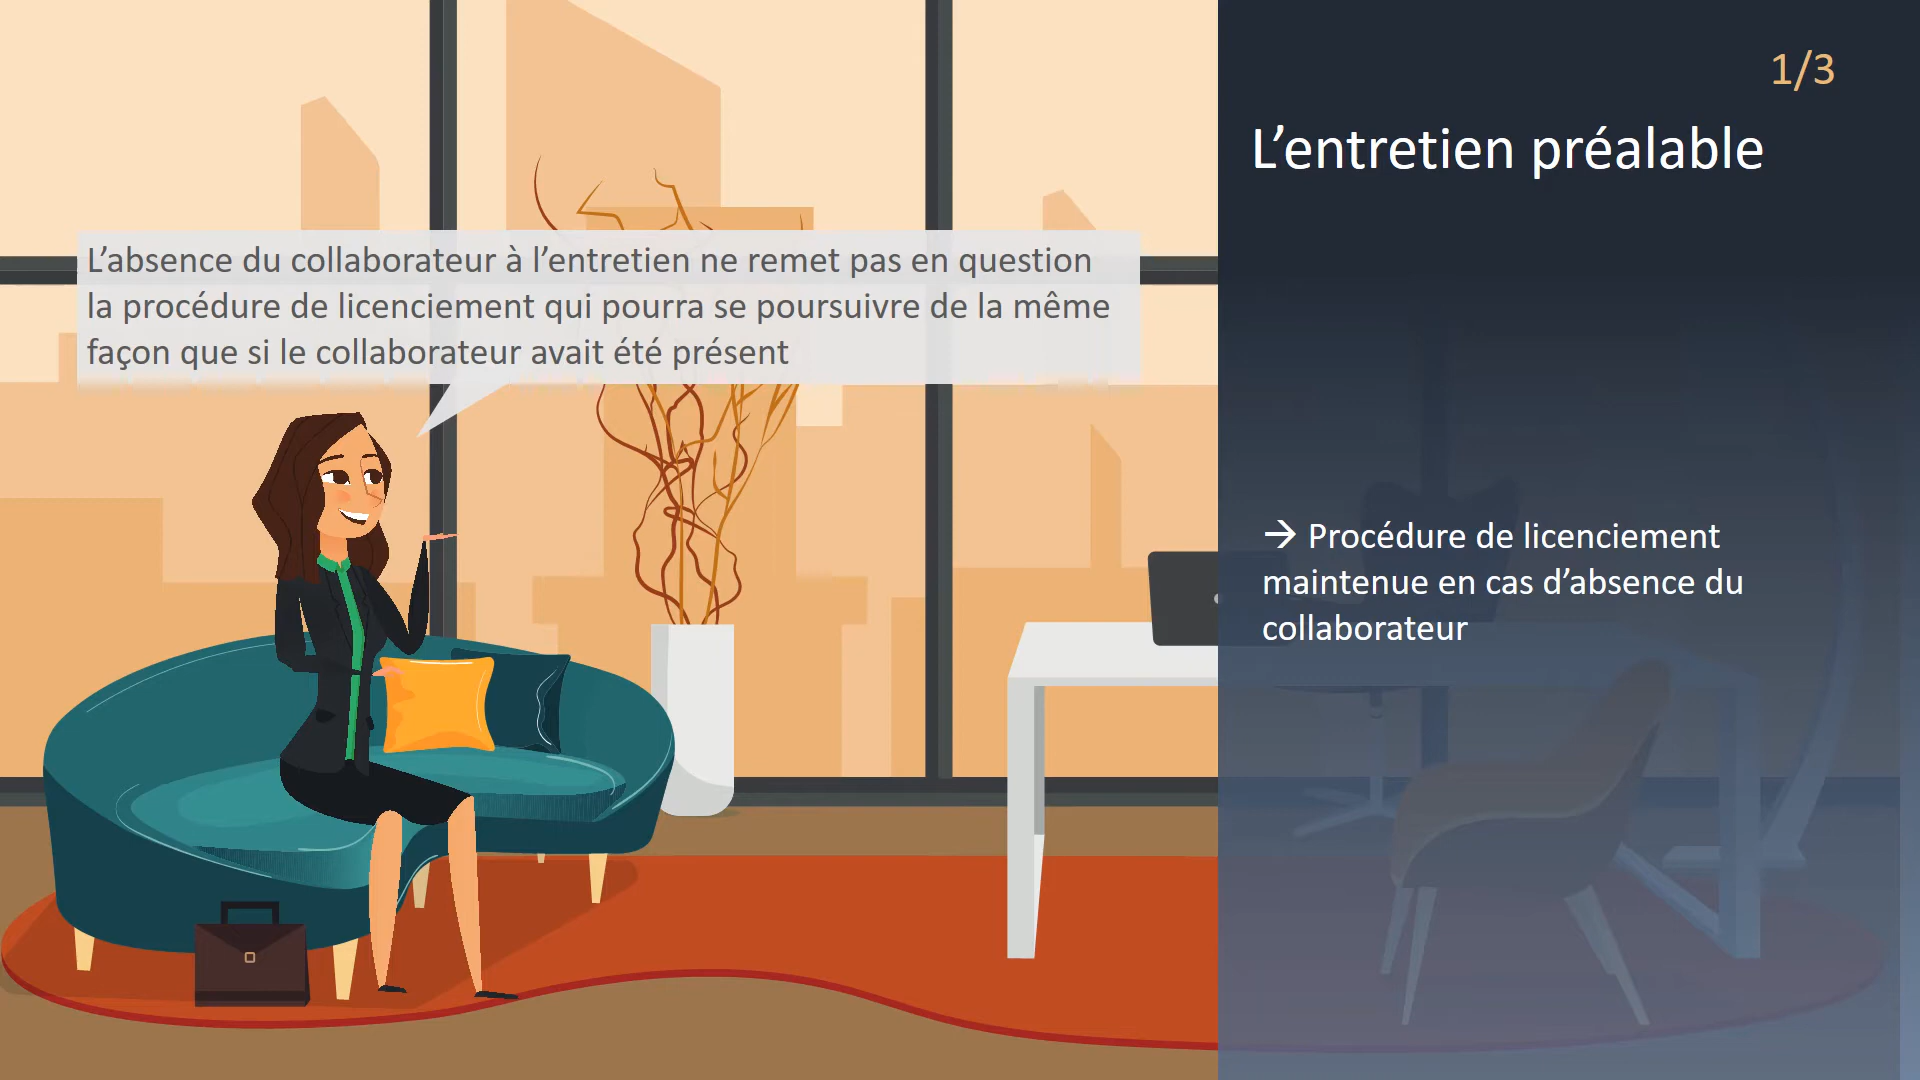 1/3
L’entretien préalable
L’absence du collaborateur à l’entretien ne remet pas en question
la procédure de licenciement qui pourra se poursuivre de la même
façon que si le collaborateur avait été présent
→ Procédure de licenciement
maintenue en cas d’absence du
collaborateur